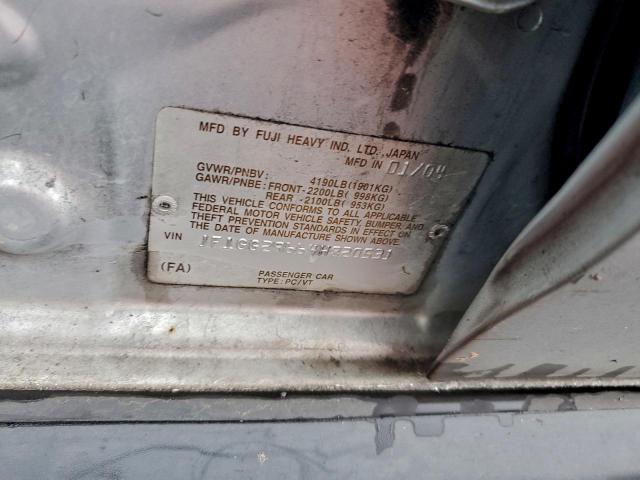 MFD BY FUJI HEAVY IND. LTD., JAPAN
MFD IN 01/04
GVWR/PNBV: 4190LB(1901KG)
GAWR/PNBE: FRONT-2200LB( 998KG)
REAR -2100LB( 953KG)
THIS VEHICLE CONFORMS TO ALL APPLICABLE
FEDERAL MOTOR VEHICLE SAFETY, BUMPER, AND
THEFT PREVENTION STANDARDS IN EFFECT ON
THE DATE OF MANUFACTURE SHOWN ABOVE.
VIN
(FA)
PASSENGER CAR
TYPE: PC/VT